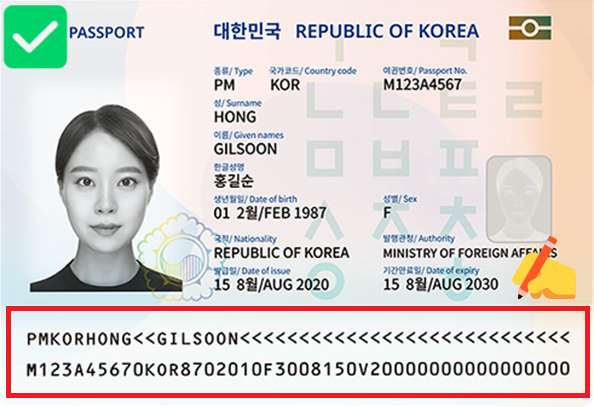 PASSPORT 대한민국 REPUBLIC OF KOREA
종류/ Type 국가코드/ Country code 여권번호/ Passport No.
PM KOR M123A4567
성/ Surname
HONG
이름/ Given names
GILSOON
한글성명
홍길순
생년월일/ Date of birth 성별/ Sex
01 2월/FEB 1987 F
국적/ Nationality 발행관청/ Authority
REPUBLIC OF KOREA MINISTRY OF FOREIGN AFFAIRS
발급일/ Date of issue 기간만료일/ Date of expiry
15 8월/AUG 2020 15 8월/AUG 2030
PMKORHONG<<GILSOON<<<<<<<<<<<<<<<<<<<<<<<<<<
M123A45670KOR8702010F3008150V200000000000000